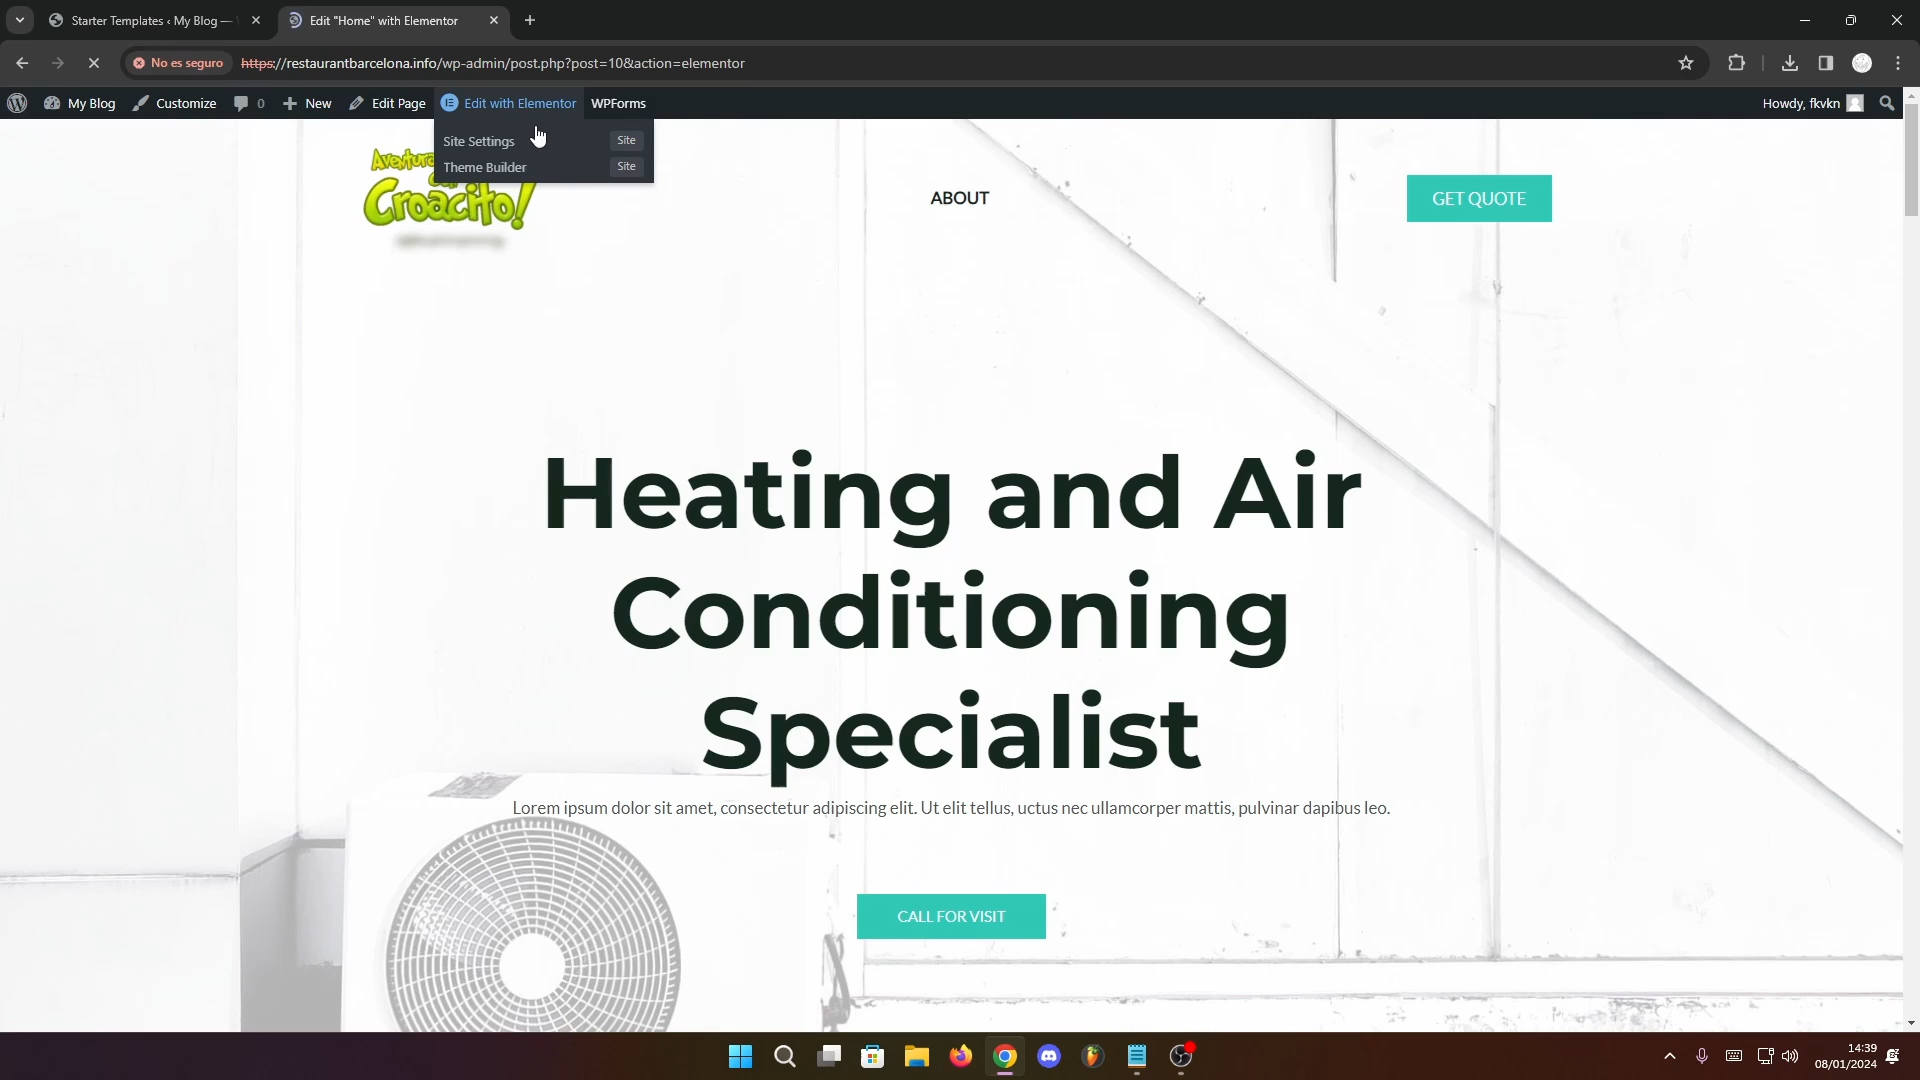 Starter Templates ‹ My Blog —
Edit "Home" with Elementor
No es seguro
https://restaurantbarcelona.info/wp-admin/post.php?post=10&action=elementor
My Blog
Customize
0
New
Edit Page
Edit with Elementor
WPForms
Howdy, fkvkn
Site Settings
Site
Theme Builder
Site
Aventura
Croacito!
ABOUT
GET QUOTE
Heating and Air
Conditioning
Specialist
Lorem ipsum dolor sit amet, consectetur adipiscing elit. Ut elit tellus, uctus nec ullamcorper mattis, pulvinar dapibus leo.
CALL FOR VISIT
14:39
08/01/2024